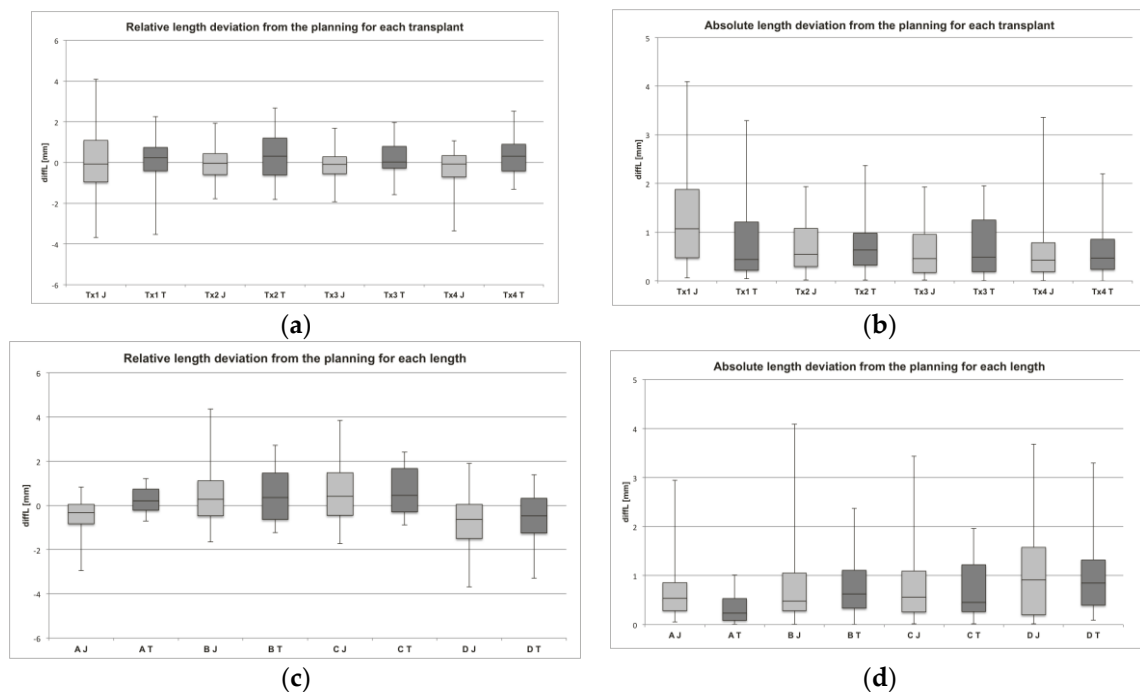 Relative length deviation from the planning for each transplant
6
4
2
0
-2
-4
-6
diffL [mm]
Tx1 J Tx1 T Tx2 J Tx2 T Tx3 J Tx3 T Tx4 J Tx4 T
(a)
Absolute length deviation from the planning for each transplant
5
4
3
2
1
0
diffL [mm]
Tx1 J Tx1 T Tx2 J Tx2 T Tx3 J Tx3 T Tx4 J Tx4 T
(b)
Relative length deviation from the planning for each length
6
4
2
0
-2
-4
-6
diffL [mm]
A J A T B J B T C J C T D J D T
(c)
Absolute length deviation from the planning for each length
5
4
3
2
1
0
diffL [mm]
A J A T B J B T C J C T D J D T
(d)